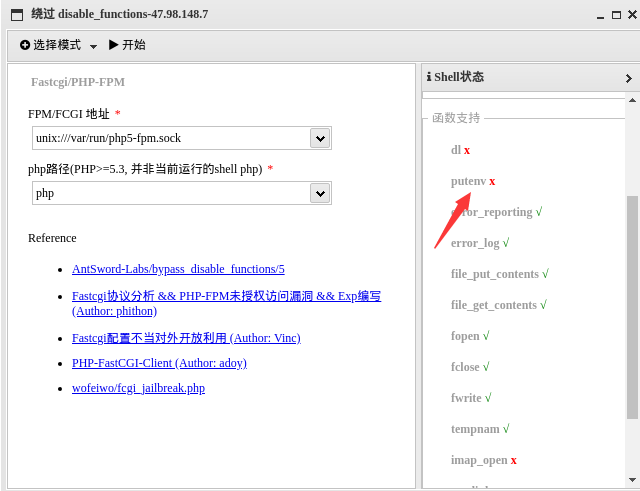 绕过 disable_functions-47.98.148.7
选择模式 开始
Fastcgi/PHP-FPM
FPM/FCGI 地址 *
unix:///var/run/php5-fpm.sock
php路径(PHP>=5.3, 并非当前运行的shell php) *
php
Reference
AntSword-Labs/bypass_disable_functions/5
Fastcgi协议分析 && PHP-FPM未授权访问漏洞 && Exp编写
(Author: phithon)
Fastcgi配置不当对外开放利用 (Author: Vinc)
PHP-FastCGI-Client (Author: adoy)
wofeiwo/fcgi_jailbreak.php
Shell状态
函数支持
dl x
putenv x
error_reporting √
error_log √
file_put_contents √
file_get_contents √
fopen √
fclose √
fwrite √
tempnam √
imap_open x